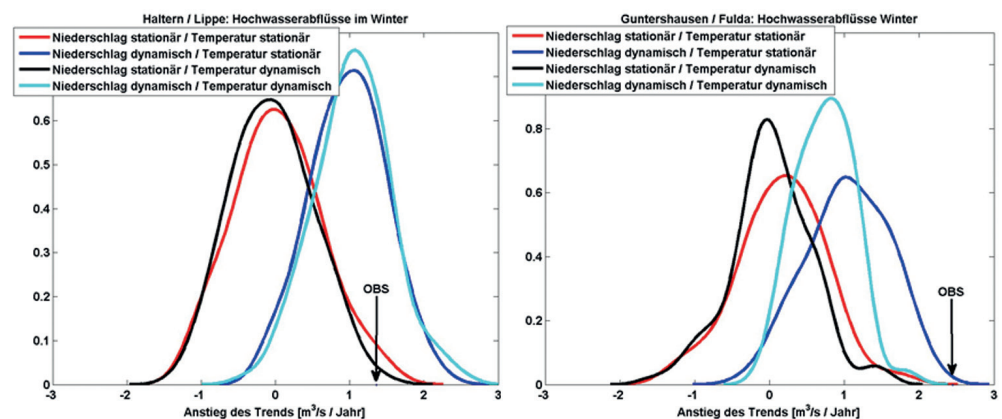 Haltern / Lippe: Hochwasserabflüsse im Winter
Niederschlag stationär / Temperatur stationär
Niederschlag dynamisch / Temperatur stationär
Niederschlag stationär / Temperatur dynamisch
Niederschlag dynamisch / Temperatur dynamisch
0.6
0.5
0.4
0.3
0.2
0.1
0
OBS
-3 -2 -1 0 1 2 3
Anstieg des Trends [m³/s / Jahr]
Guntershausen / Fulda: Hochwasserabflüsse Winter
Niederschlag stationär / Temperatur stationär
Niederschlag dynamisch / Temperatur stationär
Niederschlag stationär / Temperatur dynamisch
Niederschlag dynamisch / Temperatur dynamisch
0.8
0.6
0.4
0.2
0
OBS
-3 -2 -1 0 1 2 3
Anstieg des Trends [m³/s / Jahr]